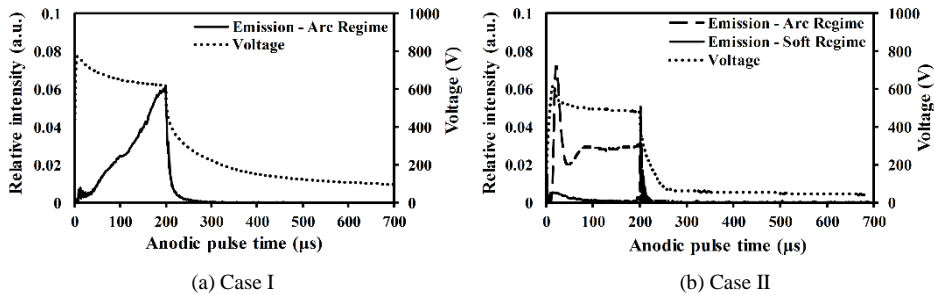 0.1
0.08
0.06
0.04
0.02
0
Relative intensity (a.u.)
Emission - Arc Regime
Voltage
1000
800
600
400
200
0
Voltage (V)
0 100 200 300 400 500 600 700
Anodic pulse time (µs)
(a) Case I
0.1
0.08
0.06
0.04
0.02
0
Relative intensity (a.u.)
Emission - Arc Regime
Emission - Soft Regime
Voltage
1000
800
600
400
200
0
Voltage (V)
0 100 200 300 400 500 600 700
Anodic pulse time (µs)
(b) Case II